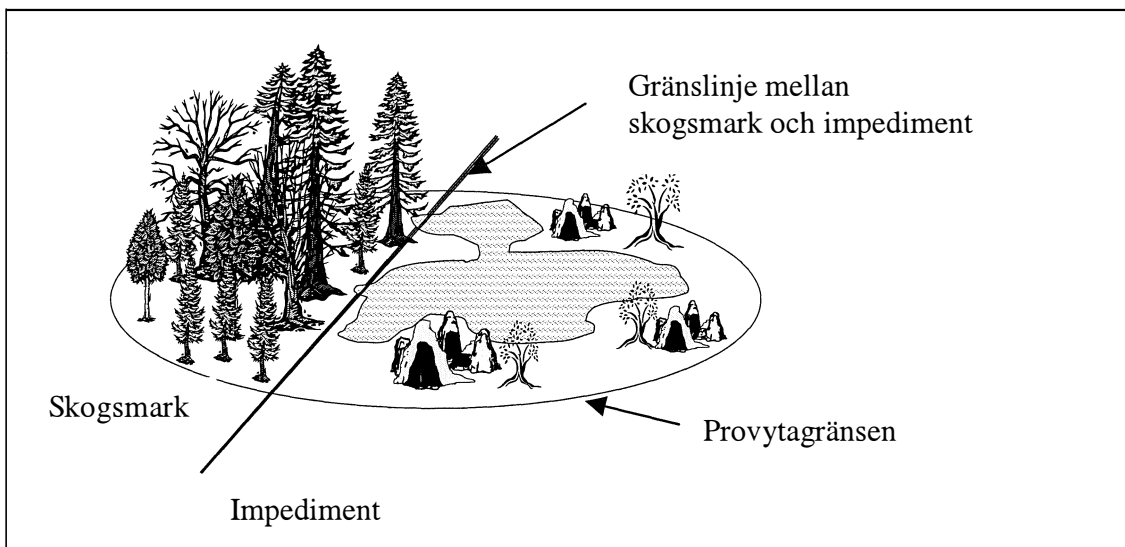 Gränslinje mellan
skogsmark och impediment
Skogsmark
Provytagränsen
Impediment